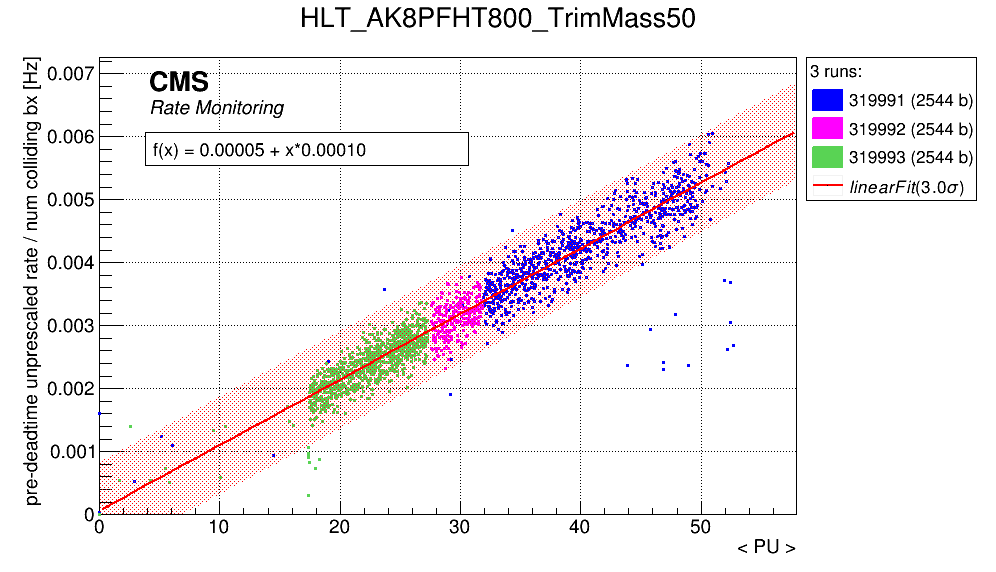 HLT_AK8PFHT800_TrimMass50
pre-deadtime unprescaled rate / num colliding bx [Hz]
0.007
0.006
0.005
0.004
0.003
0.002
0.001
0
CMS
Rate Monitoring
f(x) = 0.00005 + x*0.00010
0 10 20 30 40 50
< PU >
3 runs:
319991 (2544 b)
319992 (2544 b)
319993 (2544 b)
linearFit(3.0σ)